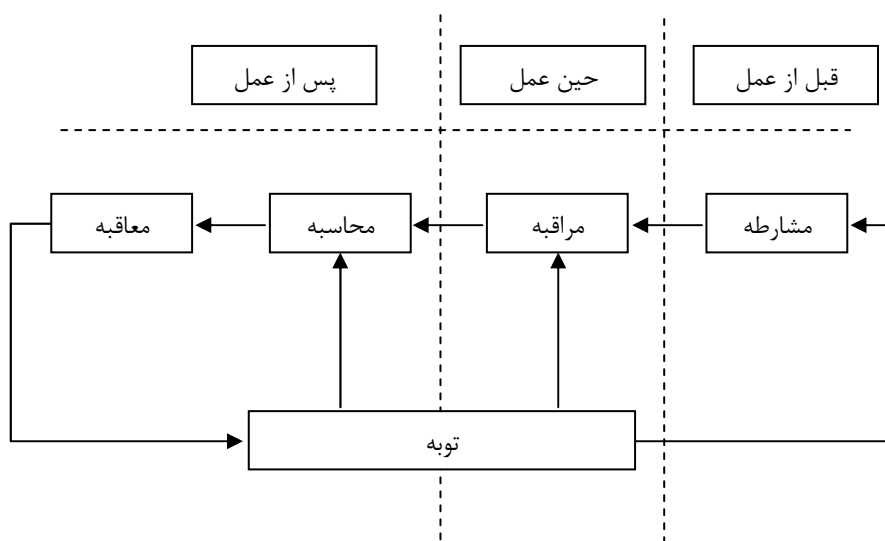 قبل از عمل
حین عمل
پس از عمل
مشارطه
مراقبه
محاسبه
معاقبه
توبه